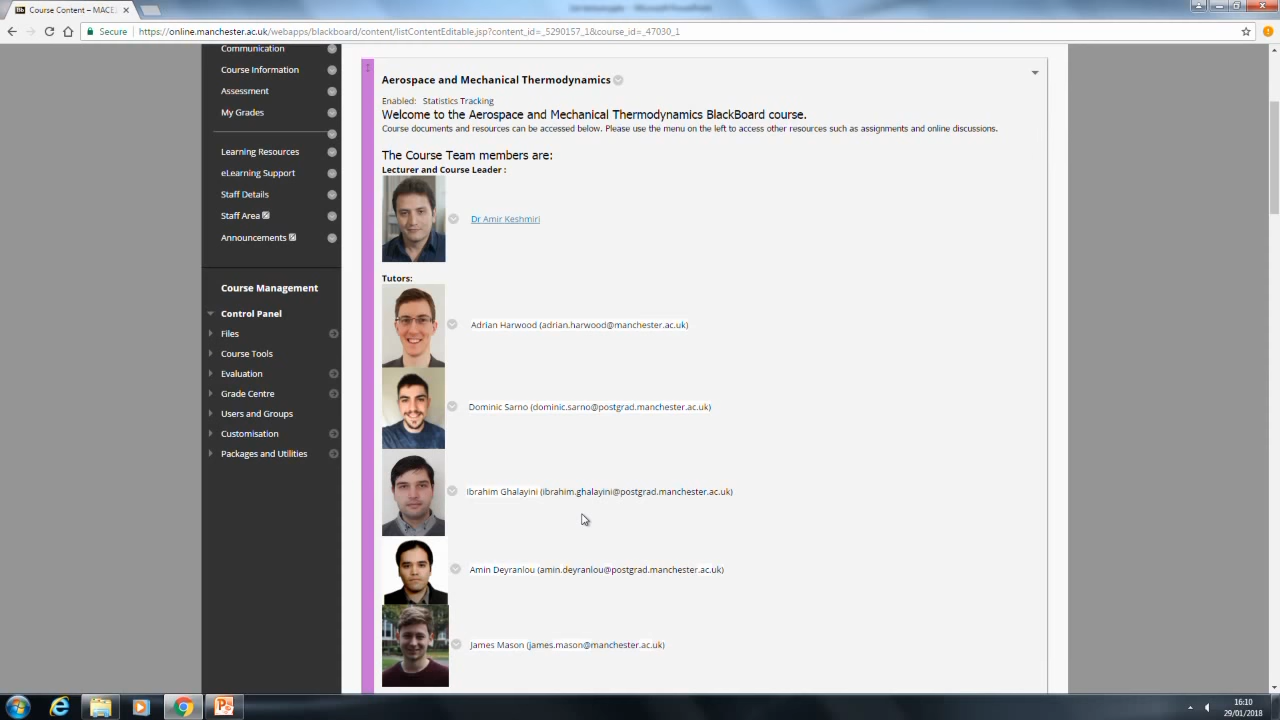 Course Content – MACE
Secure
https://online.manchester.ac.uk/webapps/blackboard/content/listContentEditable.jsp?content_id=_5290157_1&course_id=_47030_1
Communication
Course Information
Assessment
My Grades
Learning Resources
eLearning Support
Staff Details
Staff Area
Announcements
Course Management
Control Panel
Files
Course Tools
Evaluation
Grade Centre
Users and Groups
Customisation
Packages and Utilities
Aerospace and Mechanical Thermodynamics
Enabled: Statistics Tracking
Welcome to the Aerospace and Mechanical Thermodynamics BlackBoard course.
Course documents and resources can be accessed below. Please use the menu on the left to access other resources such as assignments and online discussions.
The Course Team members are:
Lecturer and Course Leader :
Dr Amir Keshmiri
Tutors:
Adrian Harwood (adrian.harwood@manchester.ac.uk)
Dominic Sarno (dominic.sarno@postgrad.manchester.ac.uk)
Ibrahim Ghalayini (ibrahim.ghalayini@postgrad.manchester.ac.uk)
Amin Deyranlou (amin.deyranlou@postgrad.manchester.ac.uk)
James Mason (james.mason@manchester.ac.uk)
16:10
29/01/2018